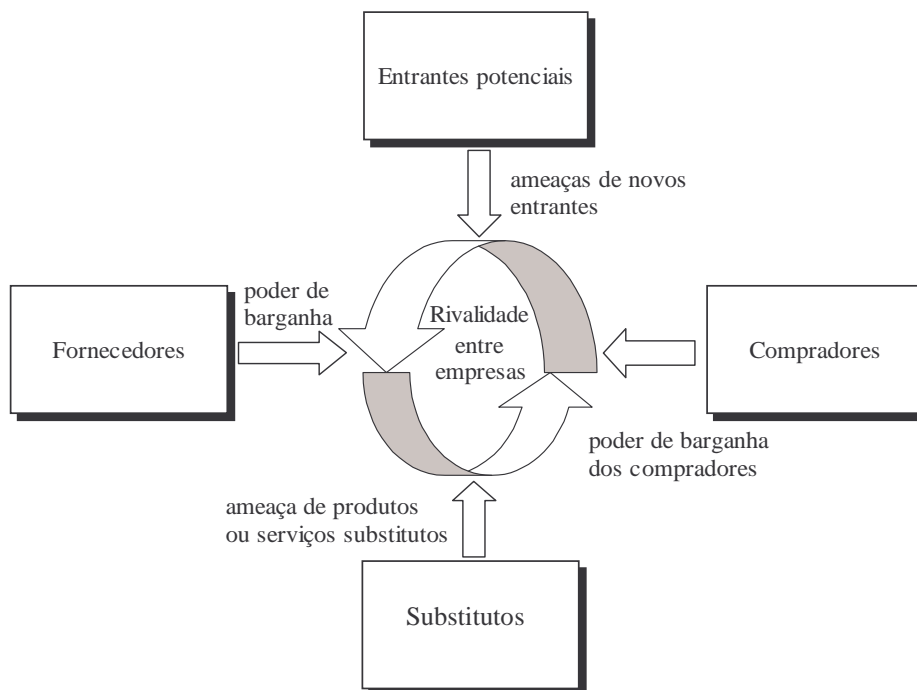 Entrantes potenciais
ameaças de novos
entrantes
poder de
barganha
Fornecedores
Rivalidade
entre
empresas
Compradores
poder de barganha
dos compradores
ameaça de produtos
ou serviços substitutos
Substitutos